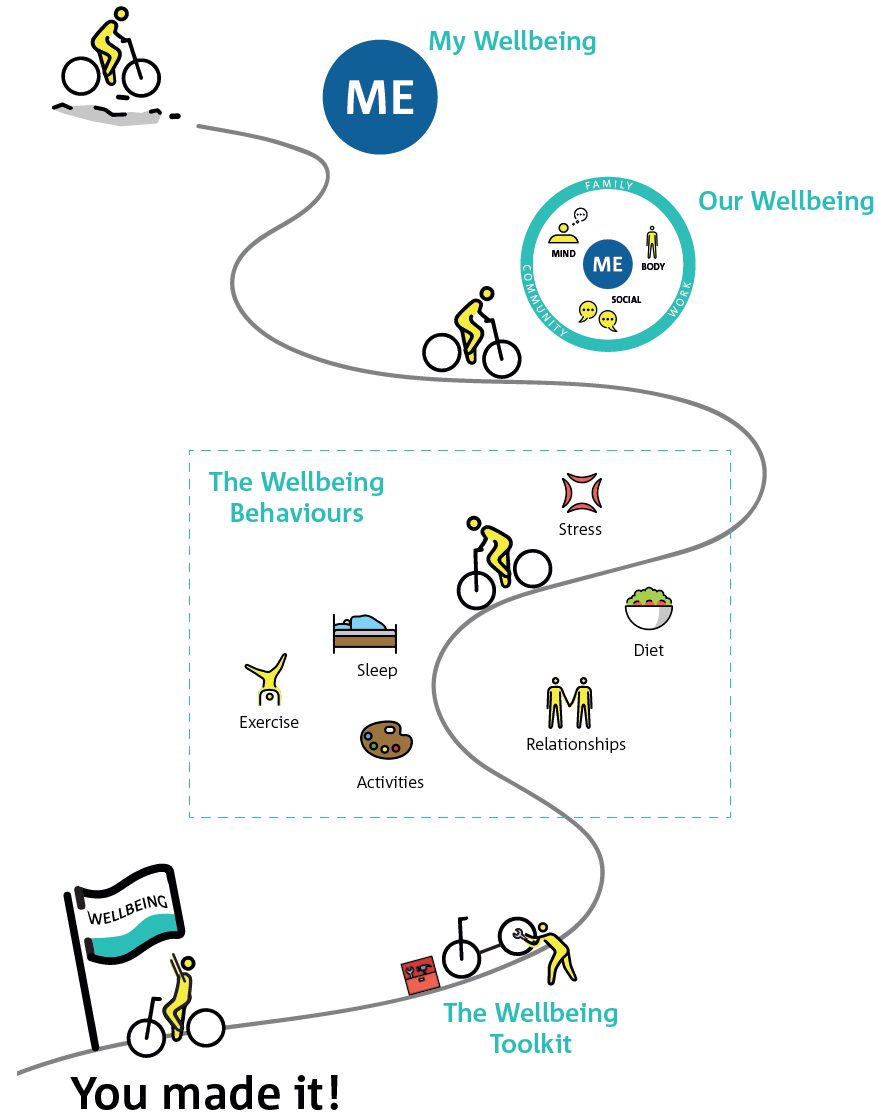 My Wellbeing
ME
Our Wellbeing
FAMILY
MIND
ME
BODY
SOCIAL
COMMUNITY
WORK
The Wellbeing
Behaviours
Stress
Diet
Sleep
Exercise
Relationships
Activities
WELLBEING
The Wellbeing
Toolkit
You made it!